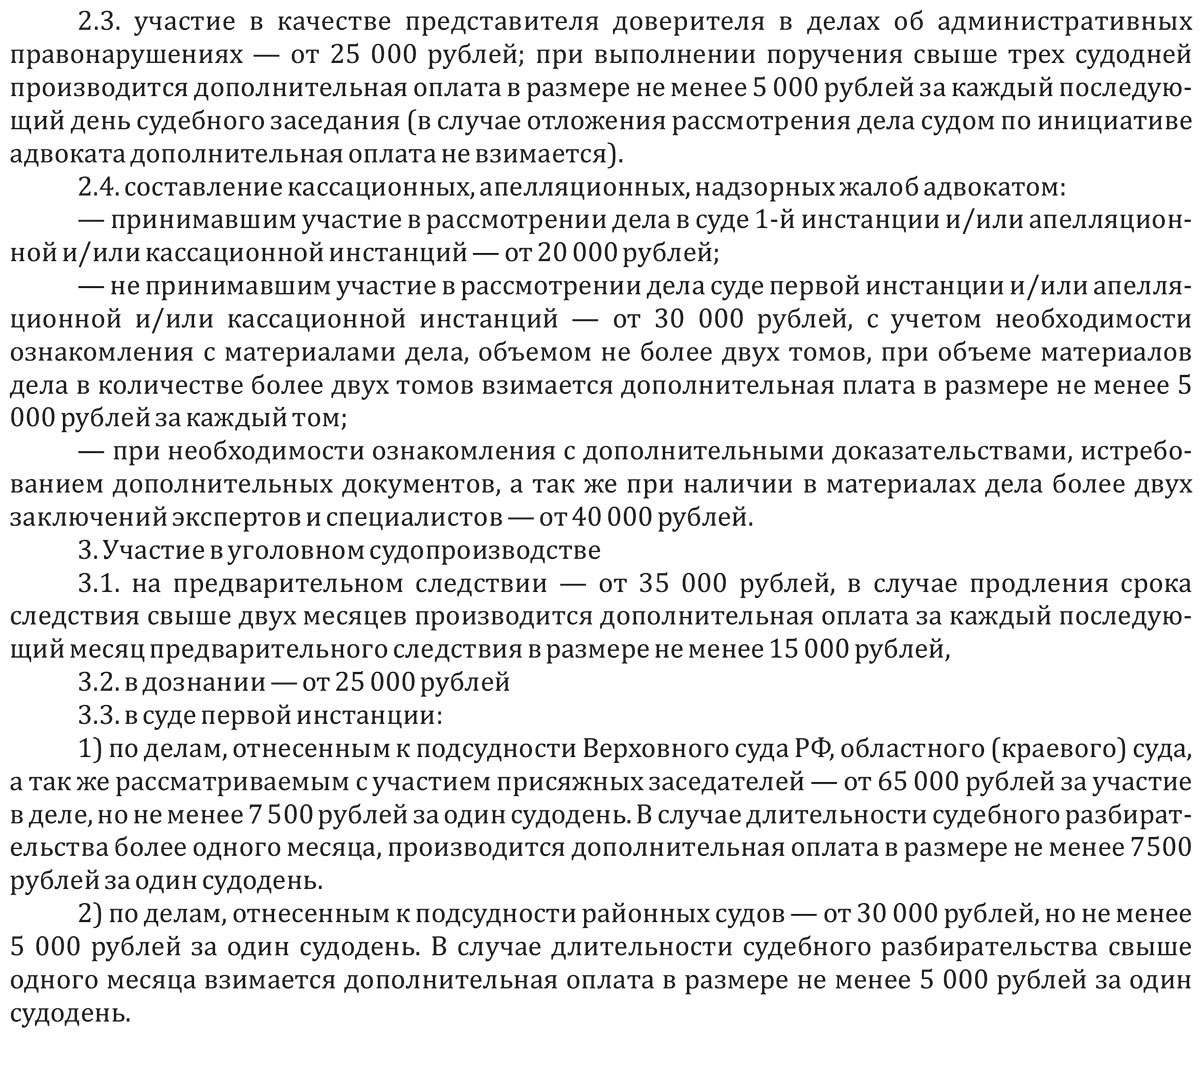 2.3. участие в качестве представителя доверителя в делах об административных
правонарушениях — от 25 000 рублей; при выполнении поручения свыше трех судодней
производится дополнительная оплата в размере не менее 5 000 рублей за каждый последую-
щий день судебного заседания (в случае отложения рассмотрения дела судом по инициативе
адвоката дополнительная оплата не взимается).
2.4. составление кассационных, апелляционных, надзорных жалоб адвокатом:
— принимавшим участие в рассмотрении дела в суде 1-й инстанции и/или апелляцион-
ной и/или кассационной инстанций — от 20 000 рублей;
— не принимавшим участие в рассмотрении дела суде первой инстанции и/или апелля-
ционной и/или кассационной инстанций — от 30 000 рублей, с учетом необходимости
ознакомления с материалами дела, объемом не более двух томов, при объеме материалов
дела в количестве более двух томов взимается дополнительная плата в размере не менее 5
000 рублей за каждый том;
— при необходимости ознакомления с дополнительными доказательствами, истребо-
ванием дополнительных документов, а так же при наличии в материалах дела более двух
заключений экспертов и специалистов — от 40 000 рублей.
3. Участие в уголовном судопроизводстве
3.1. на предварительном следствии — от 35 000 рублей, в случае продления срока
следствия свыше двух месяцев производится дополнительная оплата за каждый последую-
щий месяц предварительного следствия в размере не менее 15 000 рублей,
3.2. в дознании — от 25 000 рублей
3.3. в суде первой инстанции:
1) по делам, отнесенным к подсудности Верховного суда РФ, областного (краевого) суда,
а так же рассматриваемым с участием присяжных заседателей — от 65 000 рублей за участие
в деле, но не менее 7 500 рублей за один судодень. В случае длительности судебного разбират-
ельства более одного месяца, производится дополнительная оплата в размере не менее 7500
рублей за один судодень.
2) по делам, отнесенным к подсудности районных судов — от 30 000 рублей, но не менее
5 000 рублей за один судодень. В случае длительности судебного разбирательства свыше
одного месяца взимается дополнительная оплата в размере не менее 5 000 рублей за один
судодень.